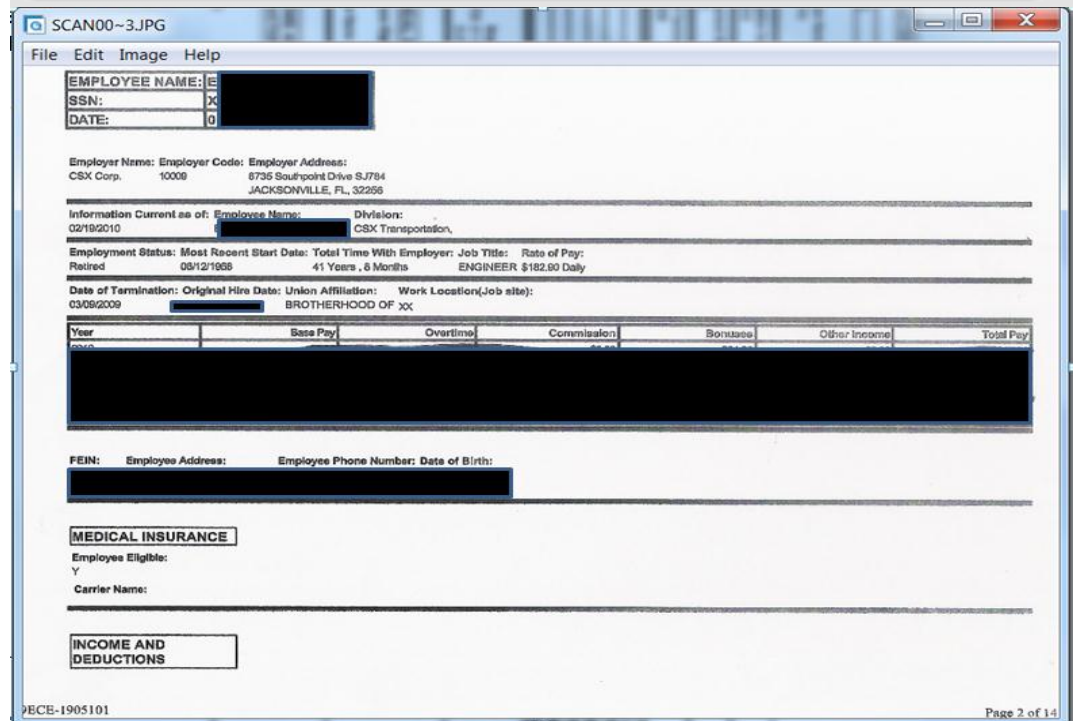 SCAN00~3.JPG
File Edit Image Help
EMPLOYEE NAME: E
SSN: X
DATE: 0
Employer Name: Employer Code: Employer Address:
CSX Corp. 10009 6735 Southpoint Drive SJ784
JACKSONVILLE, FL, 32256
Information Current as of: Employee Name: Division:
02/19/2010 CSX Transportation,
Employment Status: Most Recent Start Date: Total Time With Employer: Job Title: Rate of Pay:
Retired 06/12/1968 41 Years , 8 Months ENGINEER $182.90 Daily
Date of Termination: Original Hire Date: Union Affiliation: Work Location(Job site):
03/09/2009 BROTHERHOOD OF XX
Year Base Pay Overtime Commission Bonuses Other Income Total Pay
FEIN: Employee Address: Employee Phone Number: Date of Birth:
MEDICAL INSURANCE
Employee Eligible:
Y
Carrier Name:
INCOME AND
DEDUCTIONS
9ECE-1905101 Page 2 of 14